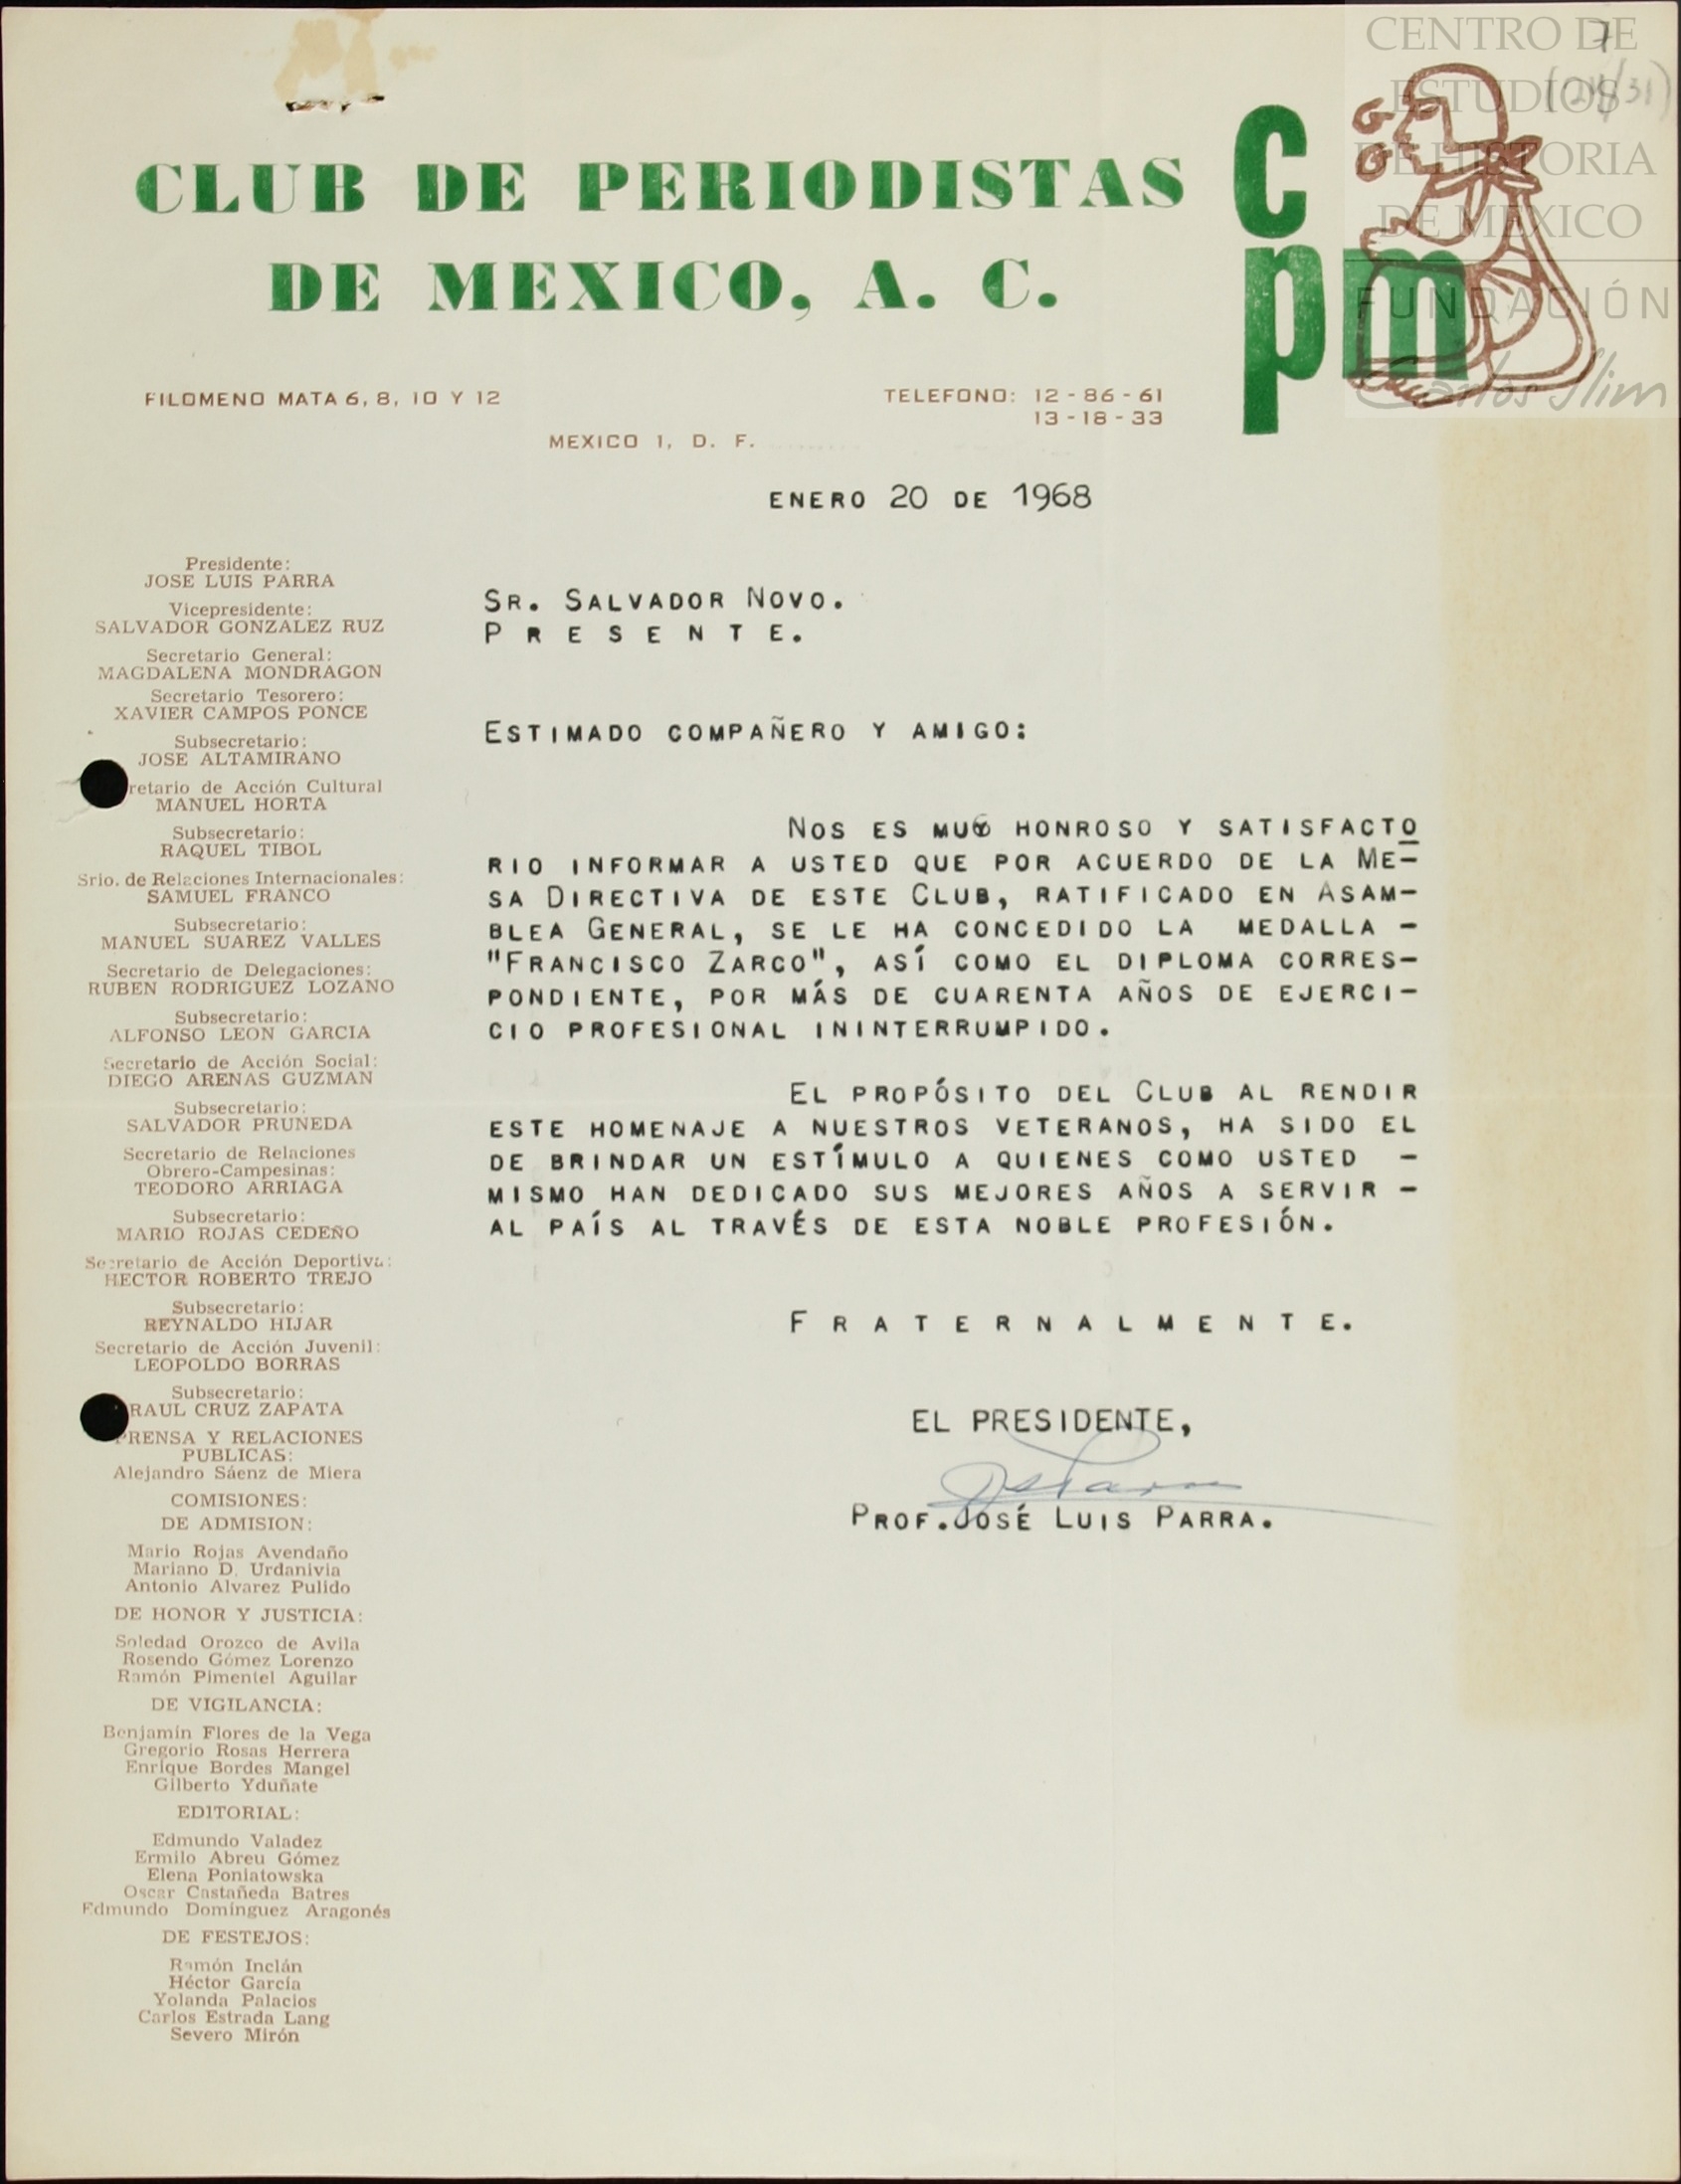 CENTRO DE
ESTUDIOS
DE HISTORIA
DE MEXICO
FUNDACIÓN
Carlos Slim
7
CLUB DE PERIODISTAS
DE MEXICO, A. C.
cpm
FILOMENO MATA 6, 8, 10 Y 12
TELEFONO: 12 - 86 - 61
13 - 18 - 33
MEXICO 1, D. F.
ENERO 20 DE 1968
Presidente:
JOSE LUIS PARRA
Vicepresidente:
SALVADOR GONZALEZ RUZ
Secretario General:
MAGDALENA MONDRAGON
Secretario Tesorero:
XAVIER CAMPOS PONCE
Subsecretario:
JOSE ALTAMIRANO
retario de Acción Cultural
MANUEL HORTA
Subsecretario:
RAQUEL TIBOL
Srio. de Relaciones Internacionales:
SAMUEL FRANCO
Subsecretario:
MANUEL SUAREZ VALLES
Secretario de Delegaciones:
RUBEN RODRIGUEZ LOZANO
Subsecretario:
ALFONSO LEON GARCIA
Secretario de Acción Social:
DIEGO ARENAS GUZMAN
Subsecretario:
SALVADOR PRUNEDA
Secretario de Relaciones
Obrero-Campesinas:
TEODORO ARRIAGA
Subsecretario:
MARIO ROJAS CEDEÑO
Secretario de Acción Deportiva:
HECTOR ROBERTO TREJO
Subsecretario:
REYNALDO HIJAR
Secretario de Acción Juvenil:
LEOPOLDO BORRAS
Subsecretario:
RAUL CRUZ ZAPATA
PRENSA Y RELACIONES
PUBLICAS:
Alejandro Sáenz de Miera
COMISIONES:
DE ADMISION:
Mario Rojas Avendaño
Mariano D. Urdanivia
Antonio Alvarez Pulido
DE HONOR Y JUSTICIA:
Soledad Orozco de Avila
Rosendo Gómez Lorenzo
Ramón Pimentel Aguilar
DE VIGILANCIA:
Benjamín Flores de la Vega
Gregorio Rosas Herrera
Enrique Bordes Mangel
Gilberto Yduñate
EDITORIAL:
Edmundo Valadez
Ermilo Abreu Gómez
Elena Poniatowska
Oscar Castañeda Batres
Edmundo Domínguez Aragonés
DE FESTEJOS:
Ramón Inclán
Héctor García
Yolanda Palacios
Carlos Estrada Lang
Severo Mirón
SR. SALVADOR NOVO.
P R E S E N T E.
ESTIMADO COMPAÑERO Y AMIGO:
NOS ES MUY HONROSO Y SATISFACTO
RIO INFORMAR A USTED QUE POR ACUERDO DE LA ME-
SA DIRECTIVA DE ESTE CLUB, RATIFICADO EN ASAM-
BLEA GENERAL, SE LE HA CONCEDIDO LA MEDALLA -
"FRANCISCO ZARCO", ASÍ COMO EL DIPLOMA CORRES-
PONDIENTE, POR MÁS DE CUARENTA AÑOS DE EJERCI-
CIO PROFESIONAL ININTERRUMPIDO.
EL PROPÓSITO DEL CLUB AL RENDIR
ESTE HOMENAJE A NUESTROS VETERANOS, HA SIDO EL
DE BRINDAR UN ESTÍMULO A QUIENES COMO USTED -
MISMO HAN DEDICADO SUS MEJORES AÑOS A SERVIR -
AL PAÍS AL TRAVÉS DE ESTA NOBLE PROFESIÓN.
F R A T E R N A L M E N T E.
EL PRESIDENTE,
PROF. JOSÉ LUIS PARRA.